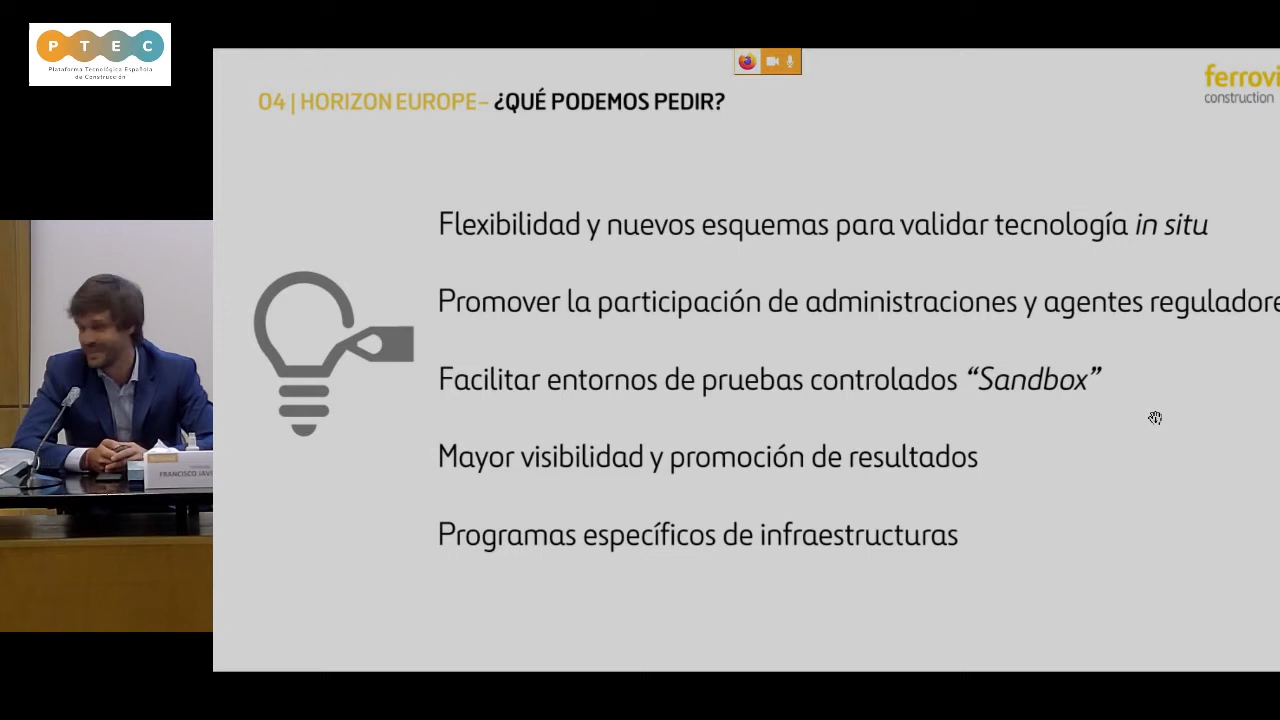 P T E C
Plataforma Tecnológica Española
de Construcción
04 | HORIZON EUROPE– ¿QUÉ PODEMOS PEDIR?
ferrovi
construction
Flexibilidad y nuevos esquemas para validar tecnología in situ
Promover la participación de administraciones y agentes reguladore
Facilitar entornos de pruebas controlados “Sandbox”
Mayor visibilidad y promoción de resultados
Programas específicos de infraestructuras
FRANCISCO JAVI